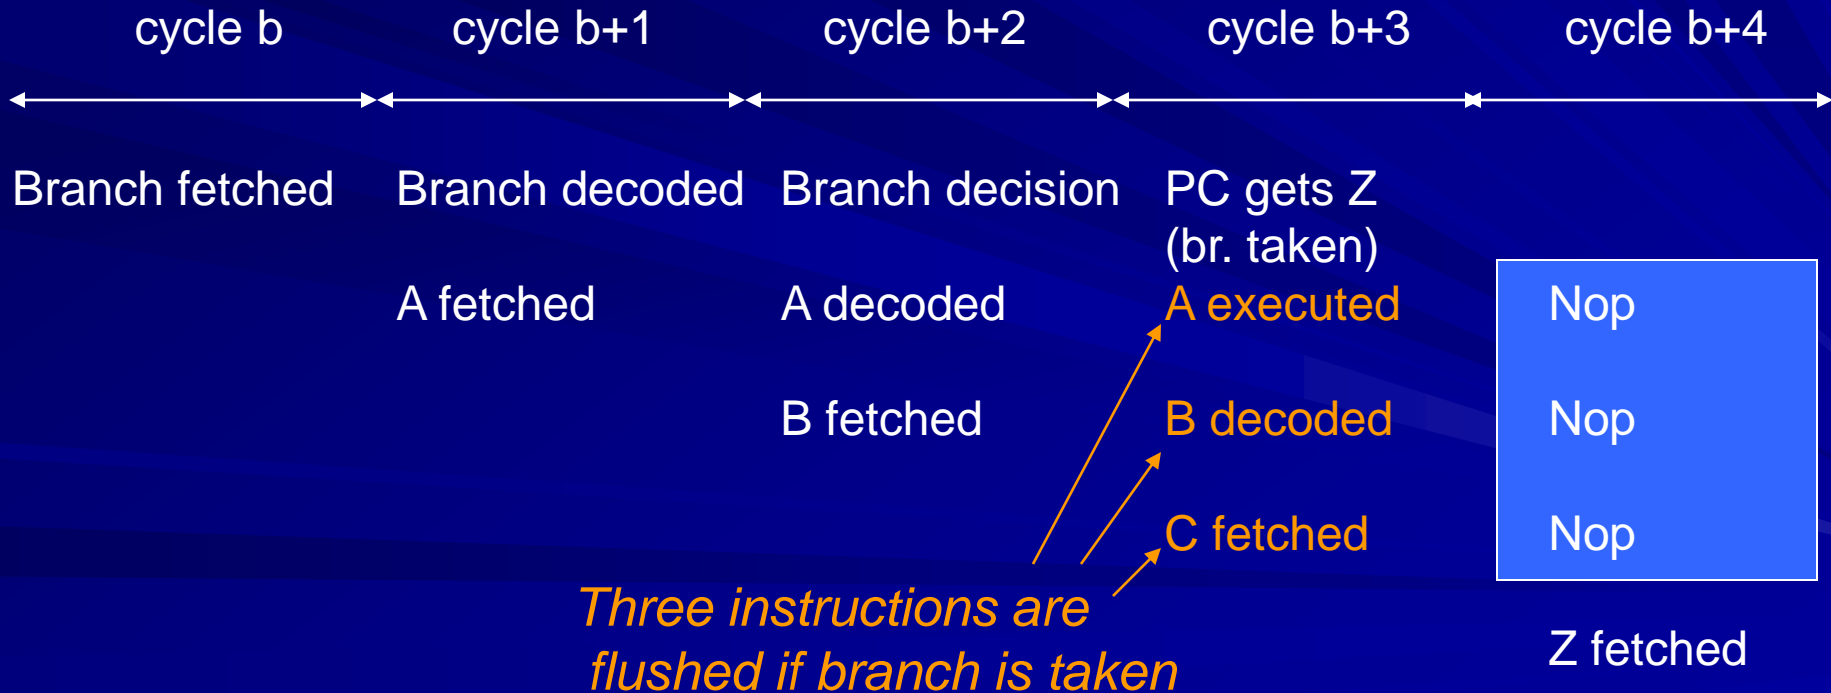 cycle b cycle b+1 cycle b+2 cycle b+3 cycle b+4
Branch fetched Branch decoded Branch decision PC gets Z
(br. taken)
A fetched A decoded A executed Nop
B fetched B decoded Nop
C fetched Nop
Three instructions are
flushed if branch is taken
Z fetched